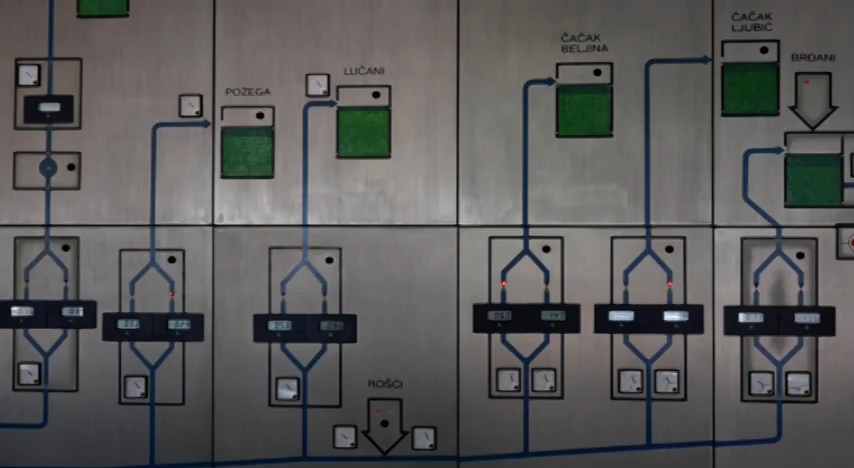 ČAČAK
LJUBIĆ
ČAČAK
BELJINA
BRĐANI
LUČANI
POŽEGA
ROŠCI